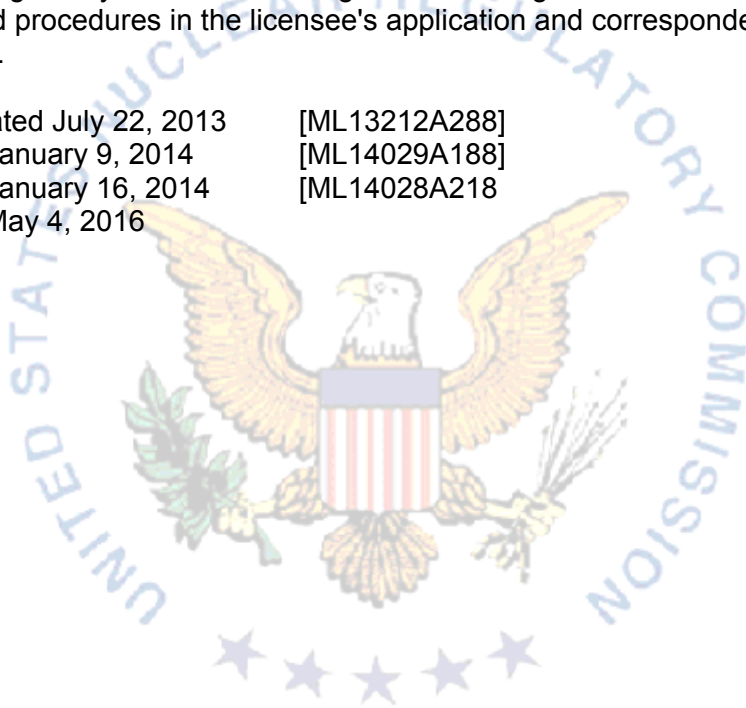 d procedures in the licensee's application and corresponde
ated July 22, 2013 [ML13212A288]
anuary 9, 2014 [ML14029A188]
anuary 16, 2014 [ML14028A218
May 4, 2016
UNITED STATES NUCLEAR REGULATORY COMMISSION